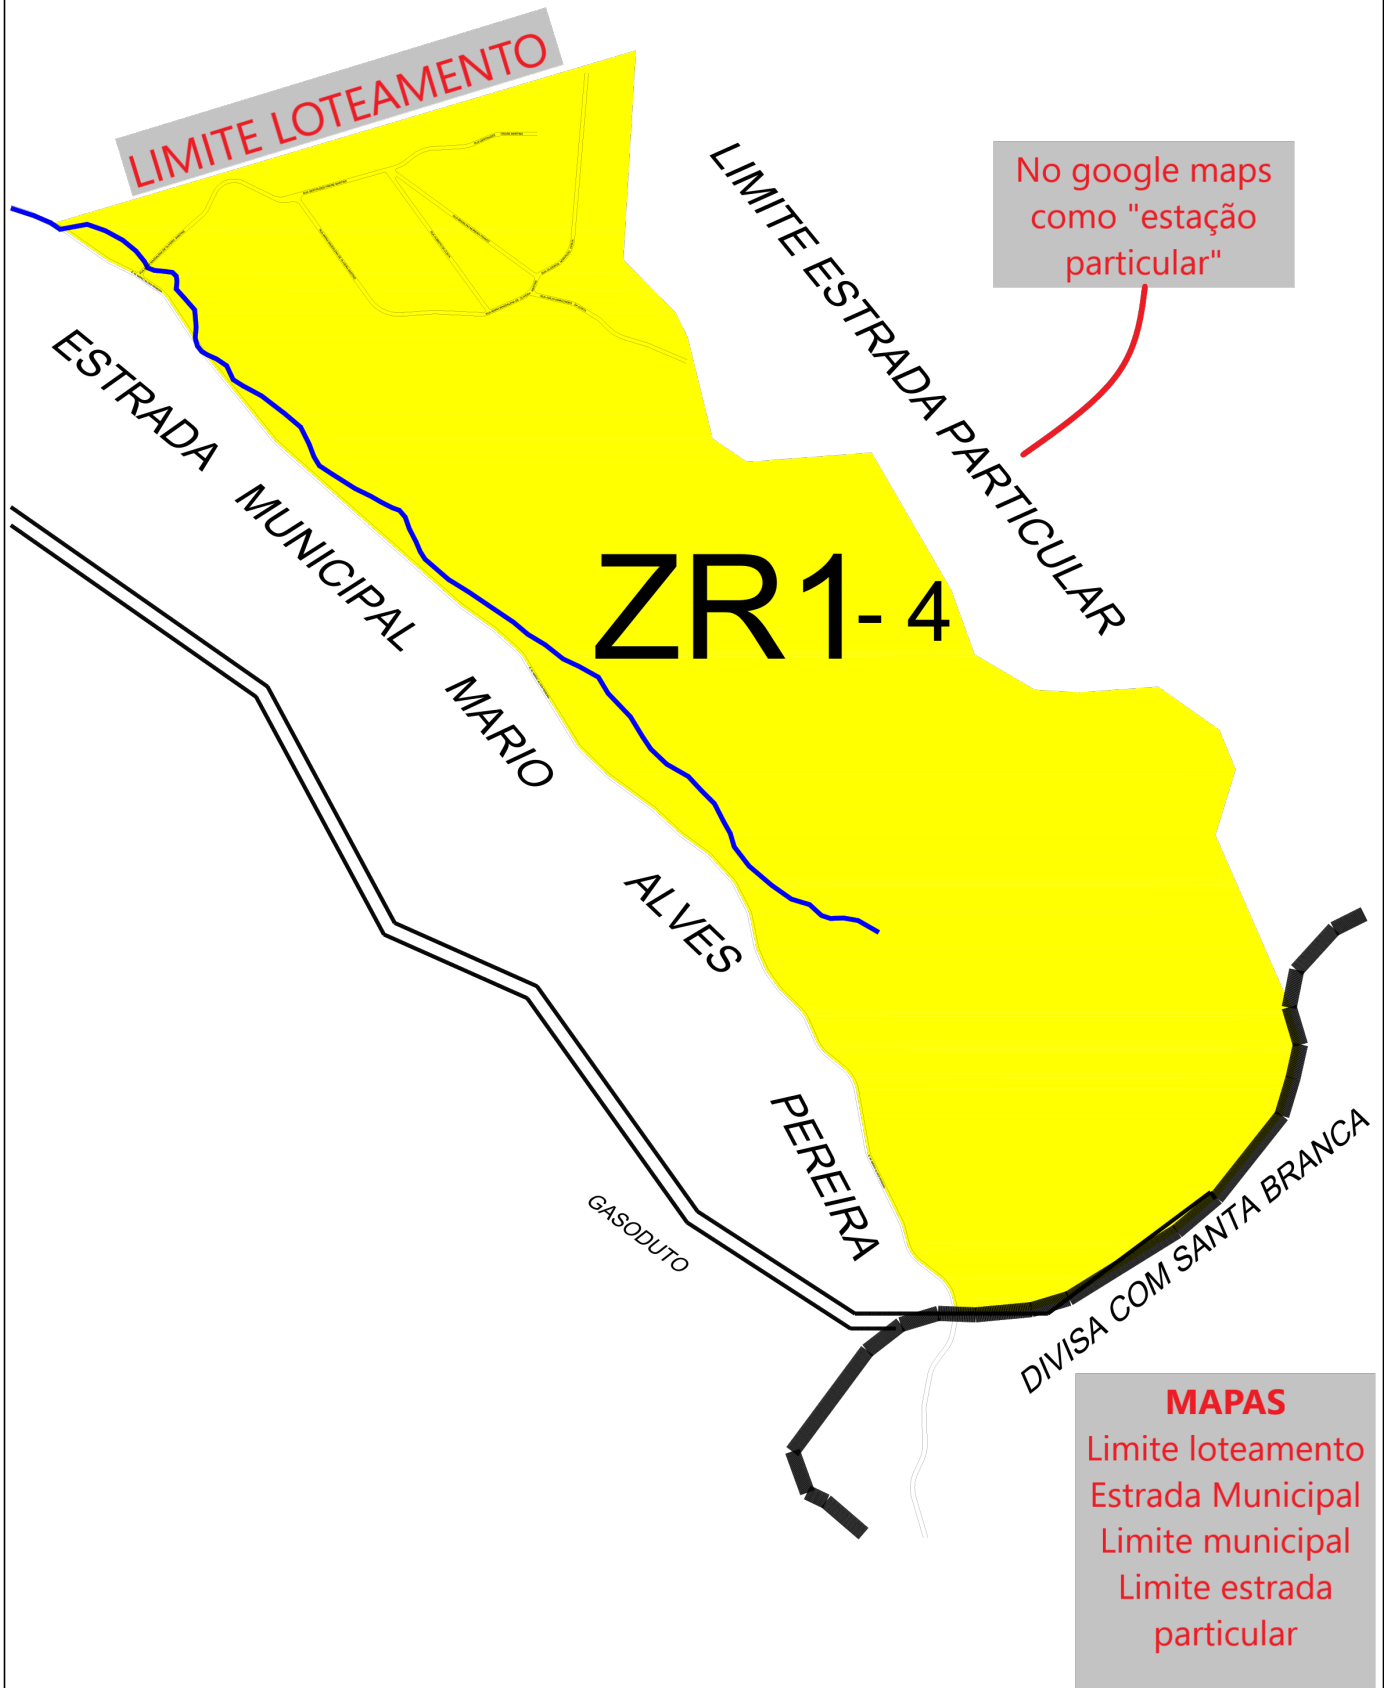 LIMITE LOTEAMENTO
No google maps
como "estação
particular"
LIMITE ESTRADA PARTICULAR
ESTRADA MUNICIPAL MARIO ALVES PEREIRA
ZR1- 4
GASODUTO
DIVISA COM SANTA BRANCA
MAPAS
Limite loteamento
Estrada Municipal
Limite municipal
Limite estrada
particular